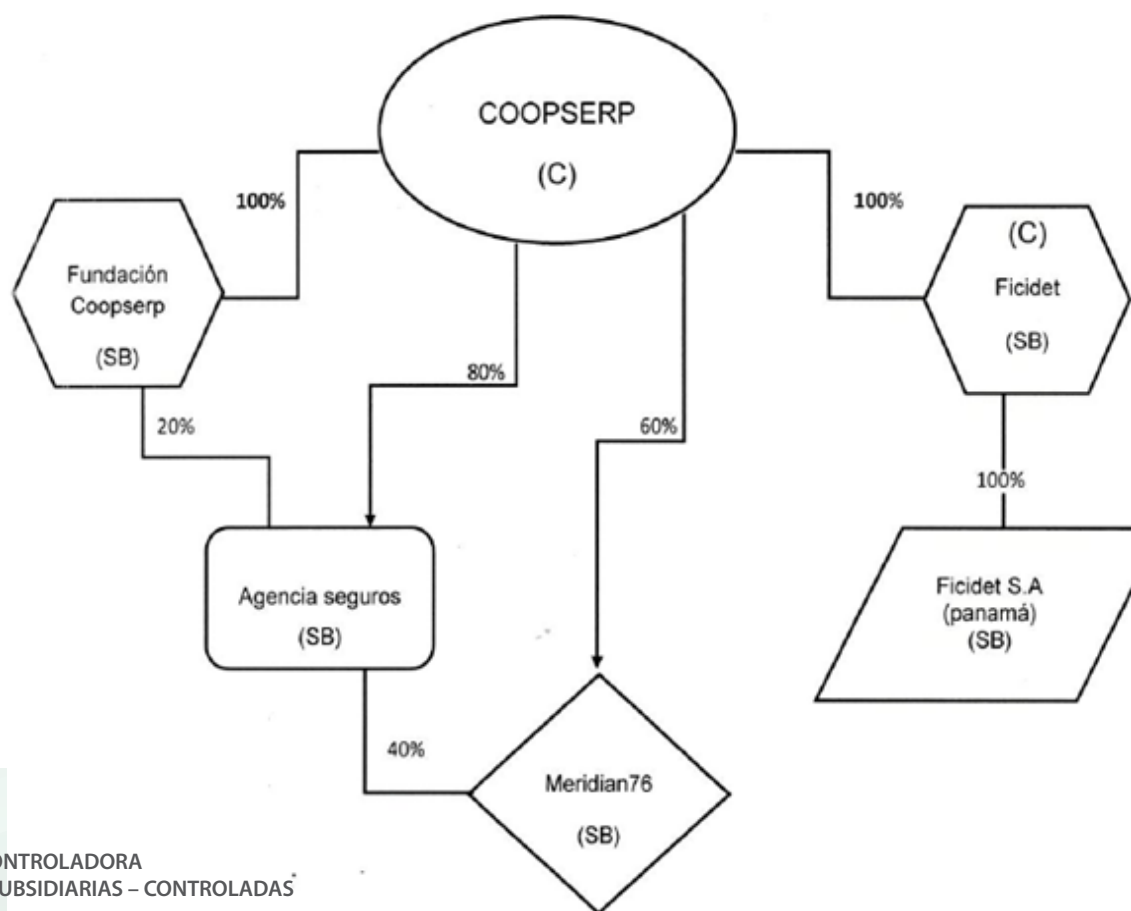 COOPSERP
(C)
100%
100%
Fundación
Coopserp
(SB)
(C)
Ficidet
(SB)
80%
20%
60%
100%
Agencia seguros
(SB)
Ficidet S.A
(panamá)
(SB)
40%
Meridian76
(SB)
ONTROLADORA
UBSIDIARIAS – CONTROLADAS